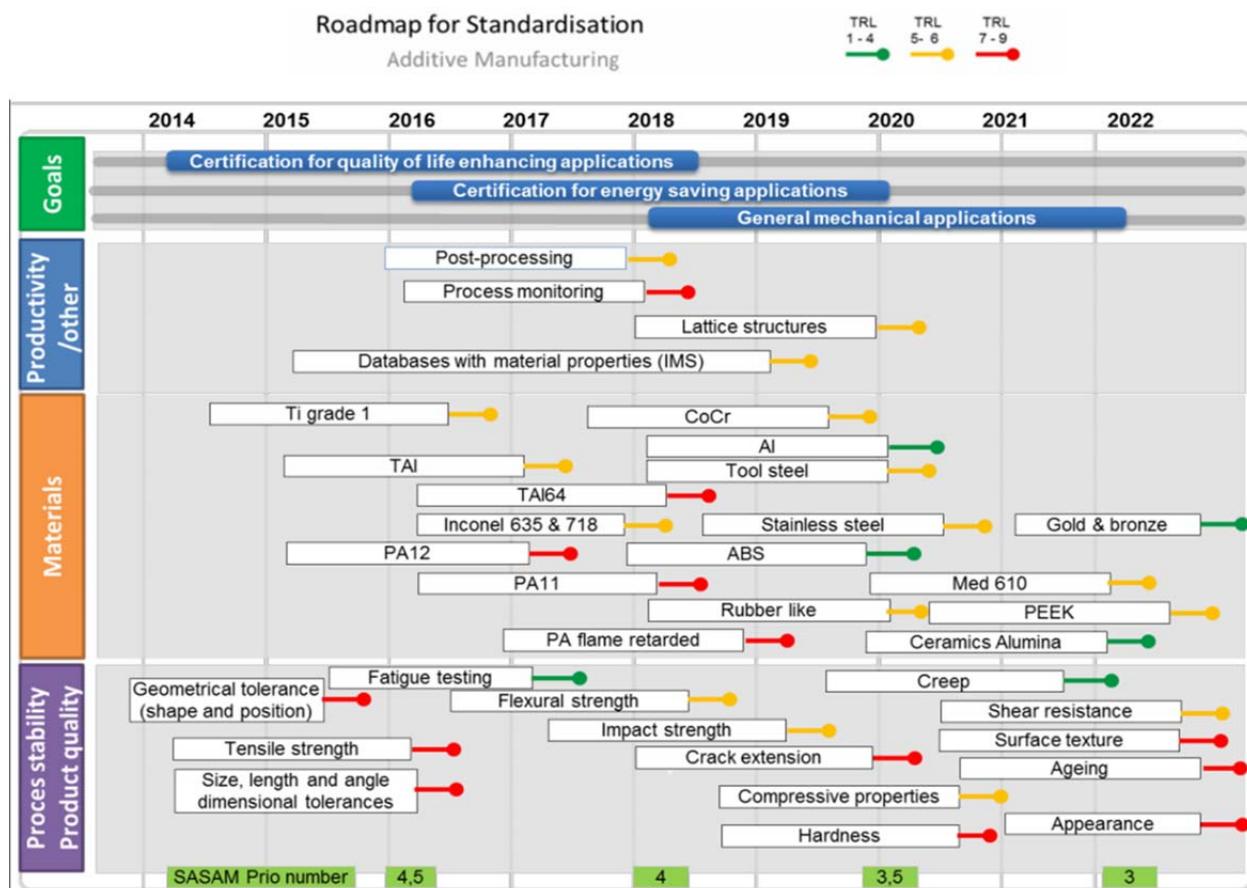 Roadmap for Standardisation
Additive Manufacturing
TRL
1 - 4
TRL
5- 6
TRL
7 - 9
2014 2015 2016 2017 2018 2019 2020 2021 2022
Goals
Certification for quality of life enhancing applications
Certification for energy saving applications
General mechanical applications
Productivity
/other
Post-processing
Process monitoring
Lattice structures
Databases with material properties (IMS)
Materials
Ti grade 1
CoCr
Al
TAl
Tool steel
TAl64
Inconel 635 & 718
Stainless steel
Gold & bronze
PA12
ABS
PA11
Med 610
Rubber like
PEEK
PA flame retarded
Ceramics Alumina
Proces stability
Product quality
Fatigue testing
Creep
Geometrical tolerance
(shape and position)
Flexural strength
Shear resistance
Impact strength
Surface texture
Tensile strength
Crack extension
Ageing
Size, length and angle
dimensional tolerances
Compressive properties
Hardness
Appearance
SASAM Prio number
4,5
4
3,5
3